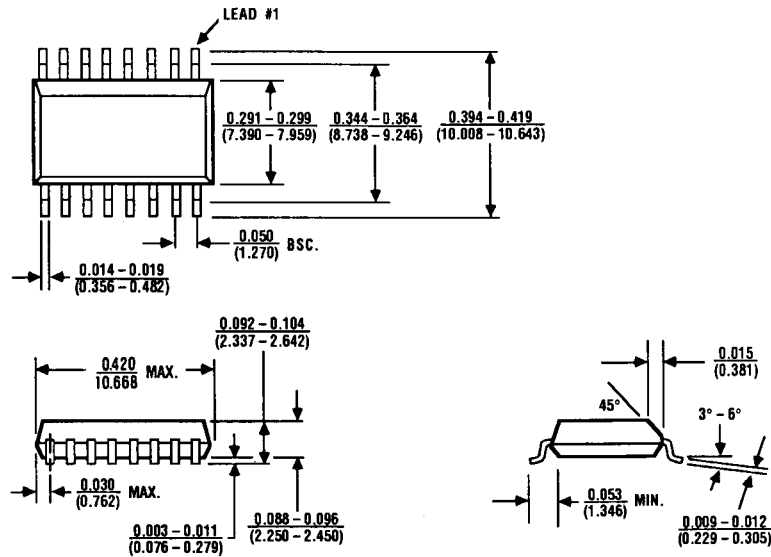 LEAD #1
0.291 – 0.299
(7.390 – 7.959)
0.344 – 0.364
(8.738 – 9.246)
0.394 – 0.419
(10.008 – 10.643)
0.050
(1.270)
BSC.
0.014 – 0.019
(0.356 – 0.482)
0.092 – 0.104
(2.337 – 2.642)
0.420
10.668
MAX.
0.015
(0.381)
45°
3° – 6°
0.030
(0.762)
MAX.
0.003 – 0.011
(0.076 – 0.279)
0.088 – 0.096
(2.250 – 2.450)
0.053
(1.346)
MIN.
0.009 – 0.012
(0.229 – 0.305)